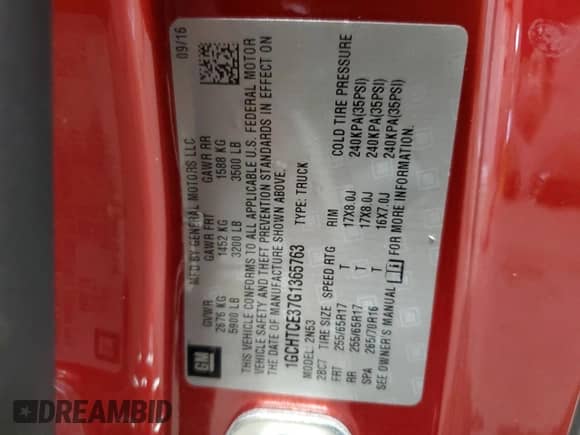 09/16
MFD BY GENERAL MOTORS LLC
GVWR GAWR FRT GAWR RR
2676 KG 1452 KG 1588 KG
5900 LB 3200 LB 3500 LB
THIS VEHICLE CONFORMS TO ALL APPLICABLE U.S. FEDERAL MOTOR
VEHICLE SAFETY AND THEFT PREVENTION STANDARDS IN EFFECT ON
THE DATE OF MANUFACTURE SHOWN ABOVE.
1GCHTCE37G1365763 TYPE: TRUCK
MODEL: 2N53
2BC7 TIRE SIZE SPEED RTG RIM COLD TIRE PRESSURE
FRT 255/65R17 T 17X8.0J 240KPA(35PSI)
RR 255/65R17 T 17X8.0J 240KPA(35PSI)
SPA 265/70R16 T 16X7.0J 240KPA(35PSI)
SEE OWNER'S MANUAL FOR MORE INFORMATION.
GM
DREAMBID